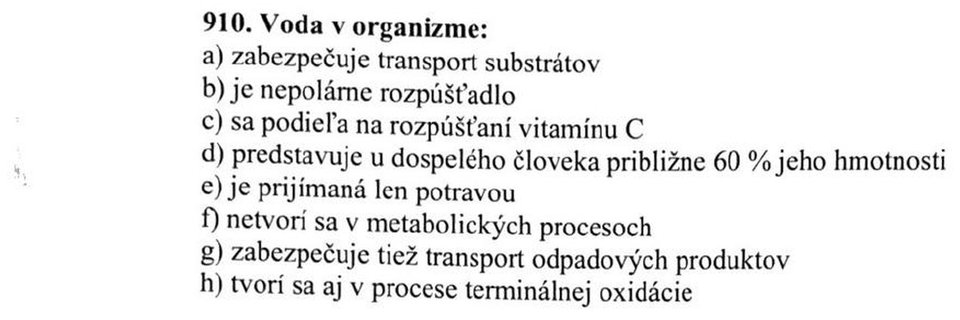 910. Voda v organizme:
a) zabezpečuje transport substrátov
b) je nepolárne rozpúšťadlo
c) sa podieľa na rozpúšťaní vitamínu C
d) predstavuje u dospelého človeka približne 60 % jeho hmotnosti
e) je prijímaná len potravou
f) netvorí sa v metabolických procesoch
g) zabezpečuje tiež transport odpadových produktov
h) tvorí sa aj v procese terminálnej oxidácie